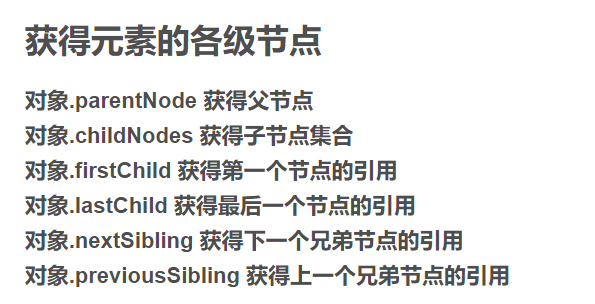 获得元素的各级节点
对象.parentNode 获得父节点
对象.childNodes 获得子节点集合
对象.firstChild 获得第一个节点的引用
对象.lastChild 获得最后一个节点的引用
对象.nextSibling 获得下一个兄弟节点的引用
对象.previousSibling 获得上一个兄弟节点的引用